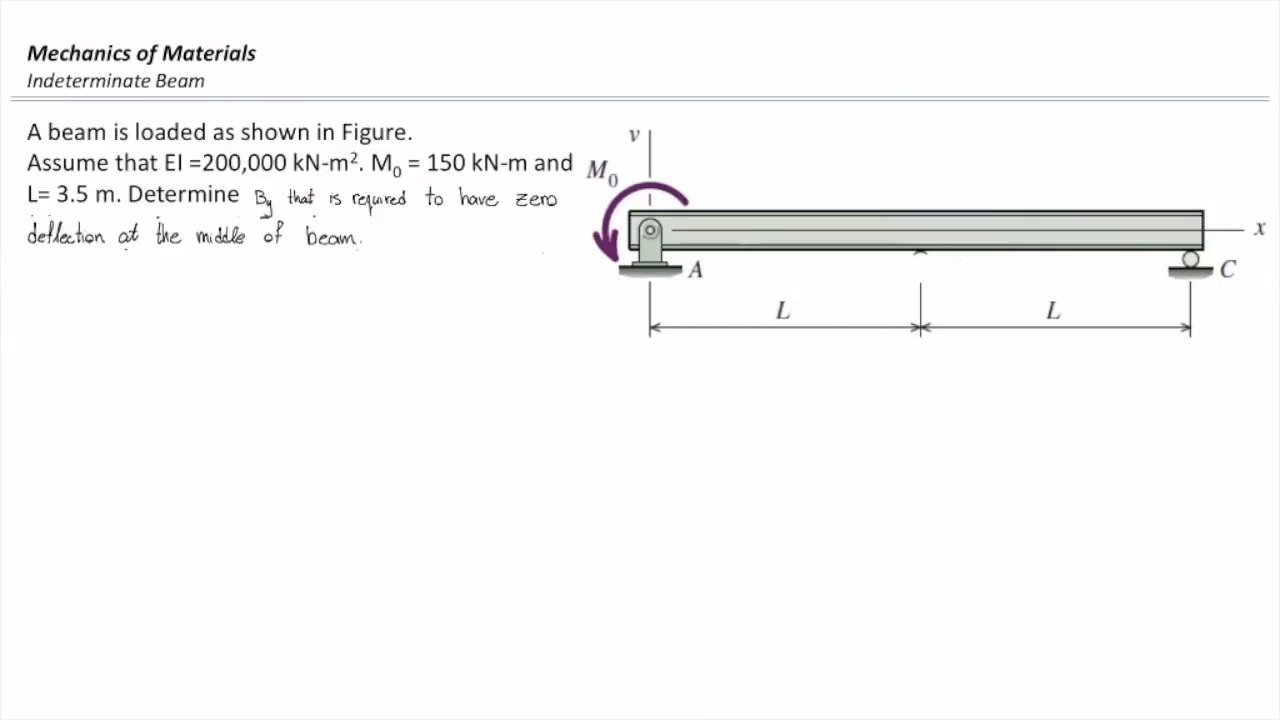 Mechanics of Materials
Indeterminate Beam
A beam is loaded as shown in Figure.
Assume that EI =200,000 kN-m². M₀ = 150 kN-m and
L= 3.5 m. Determine By that is required to have zero
deflection at the middle of beam.
v
M₀
x
A
C
L
L